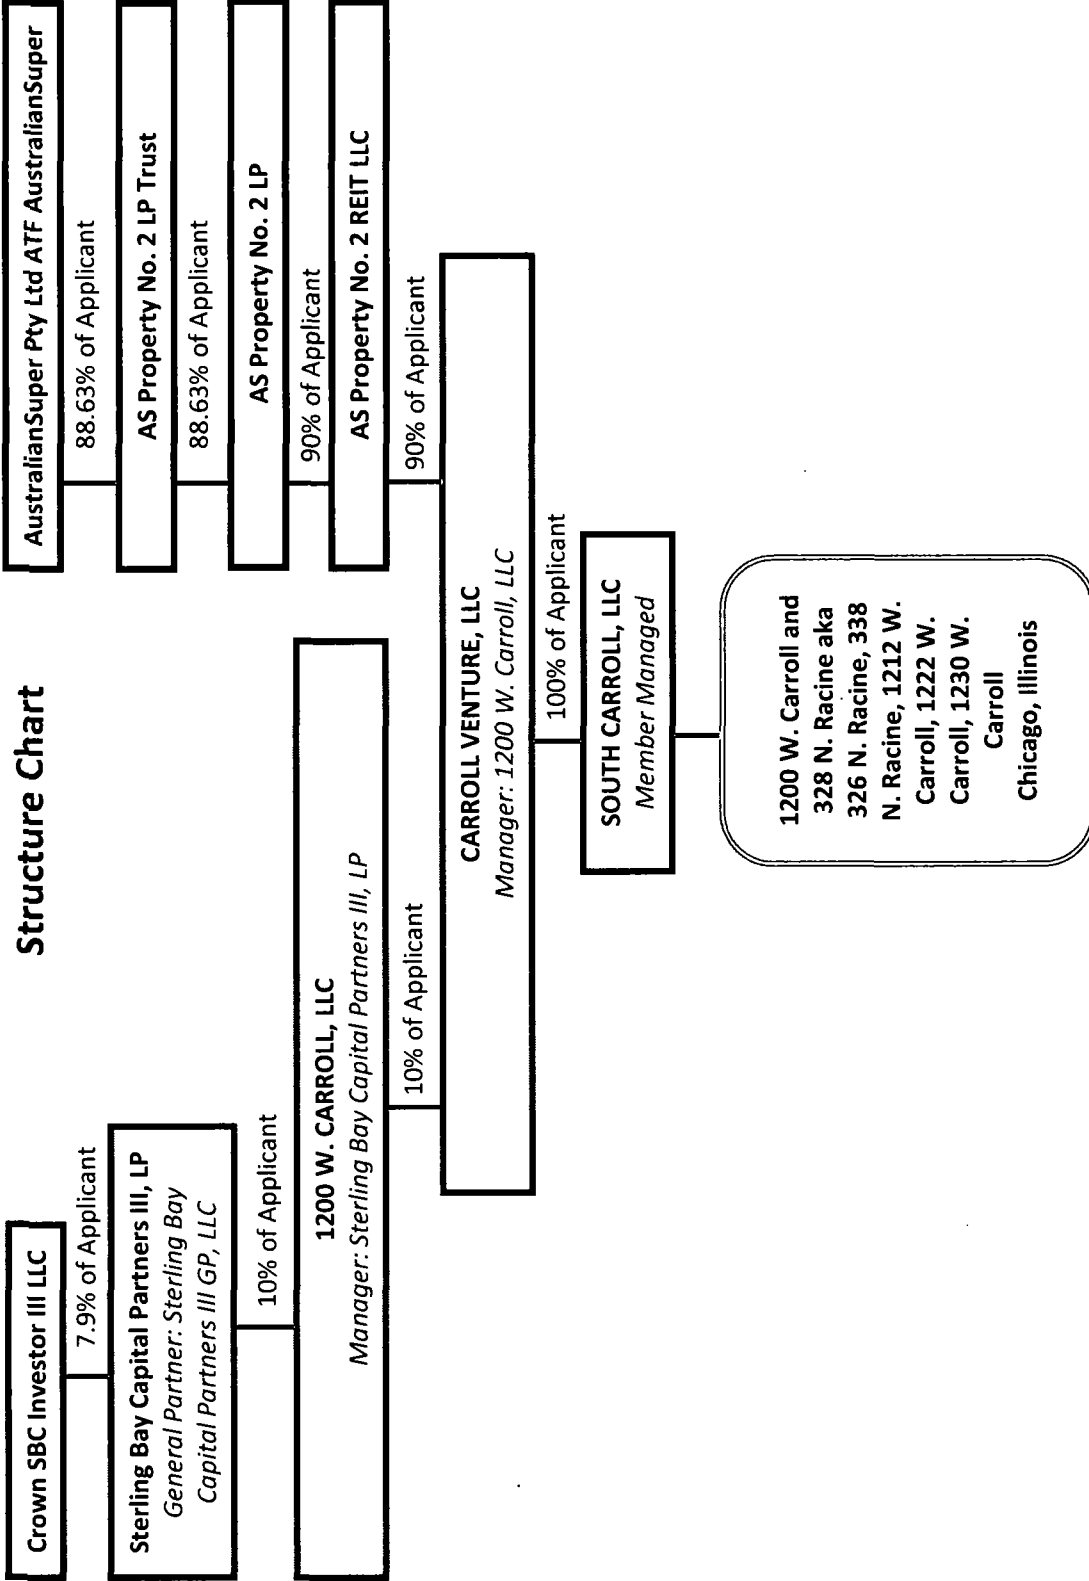 Structure Chart
Crown SBC Investor III LLC
7.9% of Applicant
Sterling Bay Capital Partners III, LP
General Partner: Sterling Bay
Capital Partners III GP, LLC
10% of Applicant
1200 W. CARROLL, LLC
Manager: Sterling Bay Capital Partners III, LP
10% of Applicant
AustralianSuper Pty Ltd ATF AustralianSuper
88.63% of Applicant
AS Property No. 2 LP Trust
88.63% of Applicant
AS Property No. 2 LP
90% of Applicant
AS Property No. 2 REIT LLC
90% of Applicant
CARROLL VENTURE, LLC
Manager: 1200 W. Carroll, LLC
100% of Applicant
SOUTH CARROLL, LLC
Member Managed
1200 W. Carroll and
328 N. Racine aka
326 N. Racine, 338
N. Racine, 1212 W.
Carroll, 1222 W.
Carroll, 1230 W.
Carroll
Chicago, Illinois